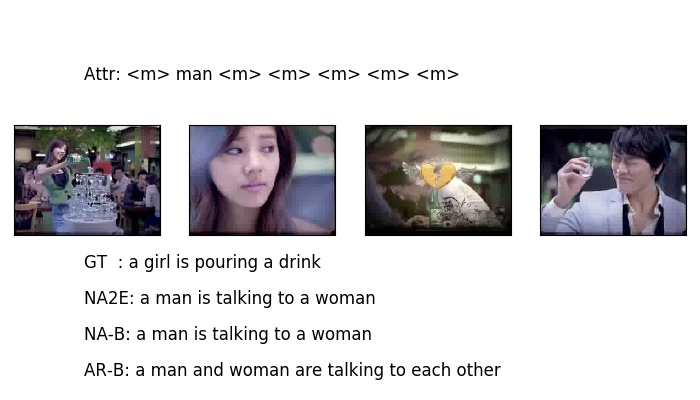 Attr: <m> man <m> <m> <m> <m> <m>
GT : a girl is pouring a drink
NA2E: a man is talking to a woman
NA-B: a man is talking to a woman
AR-B: a man and woman are talking to each other